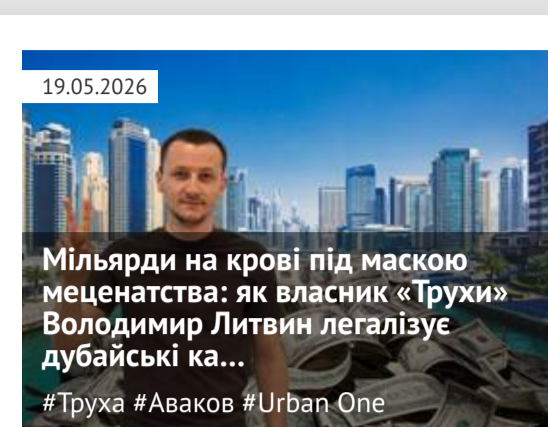 19.05.2026
Мільярди на крові під маскою
меценатства: як власник «Трухи»
Володимир Литвин легалізує
дубайські ка...
#Труха #Аваков #Urban One